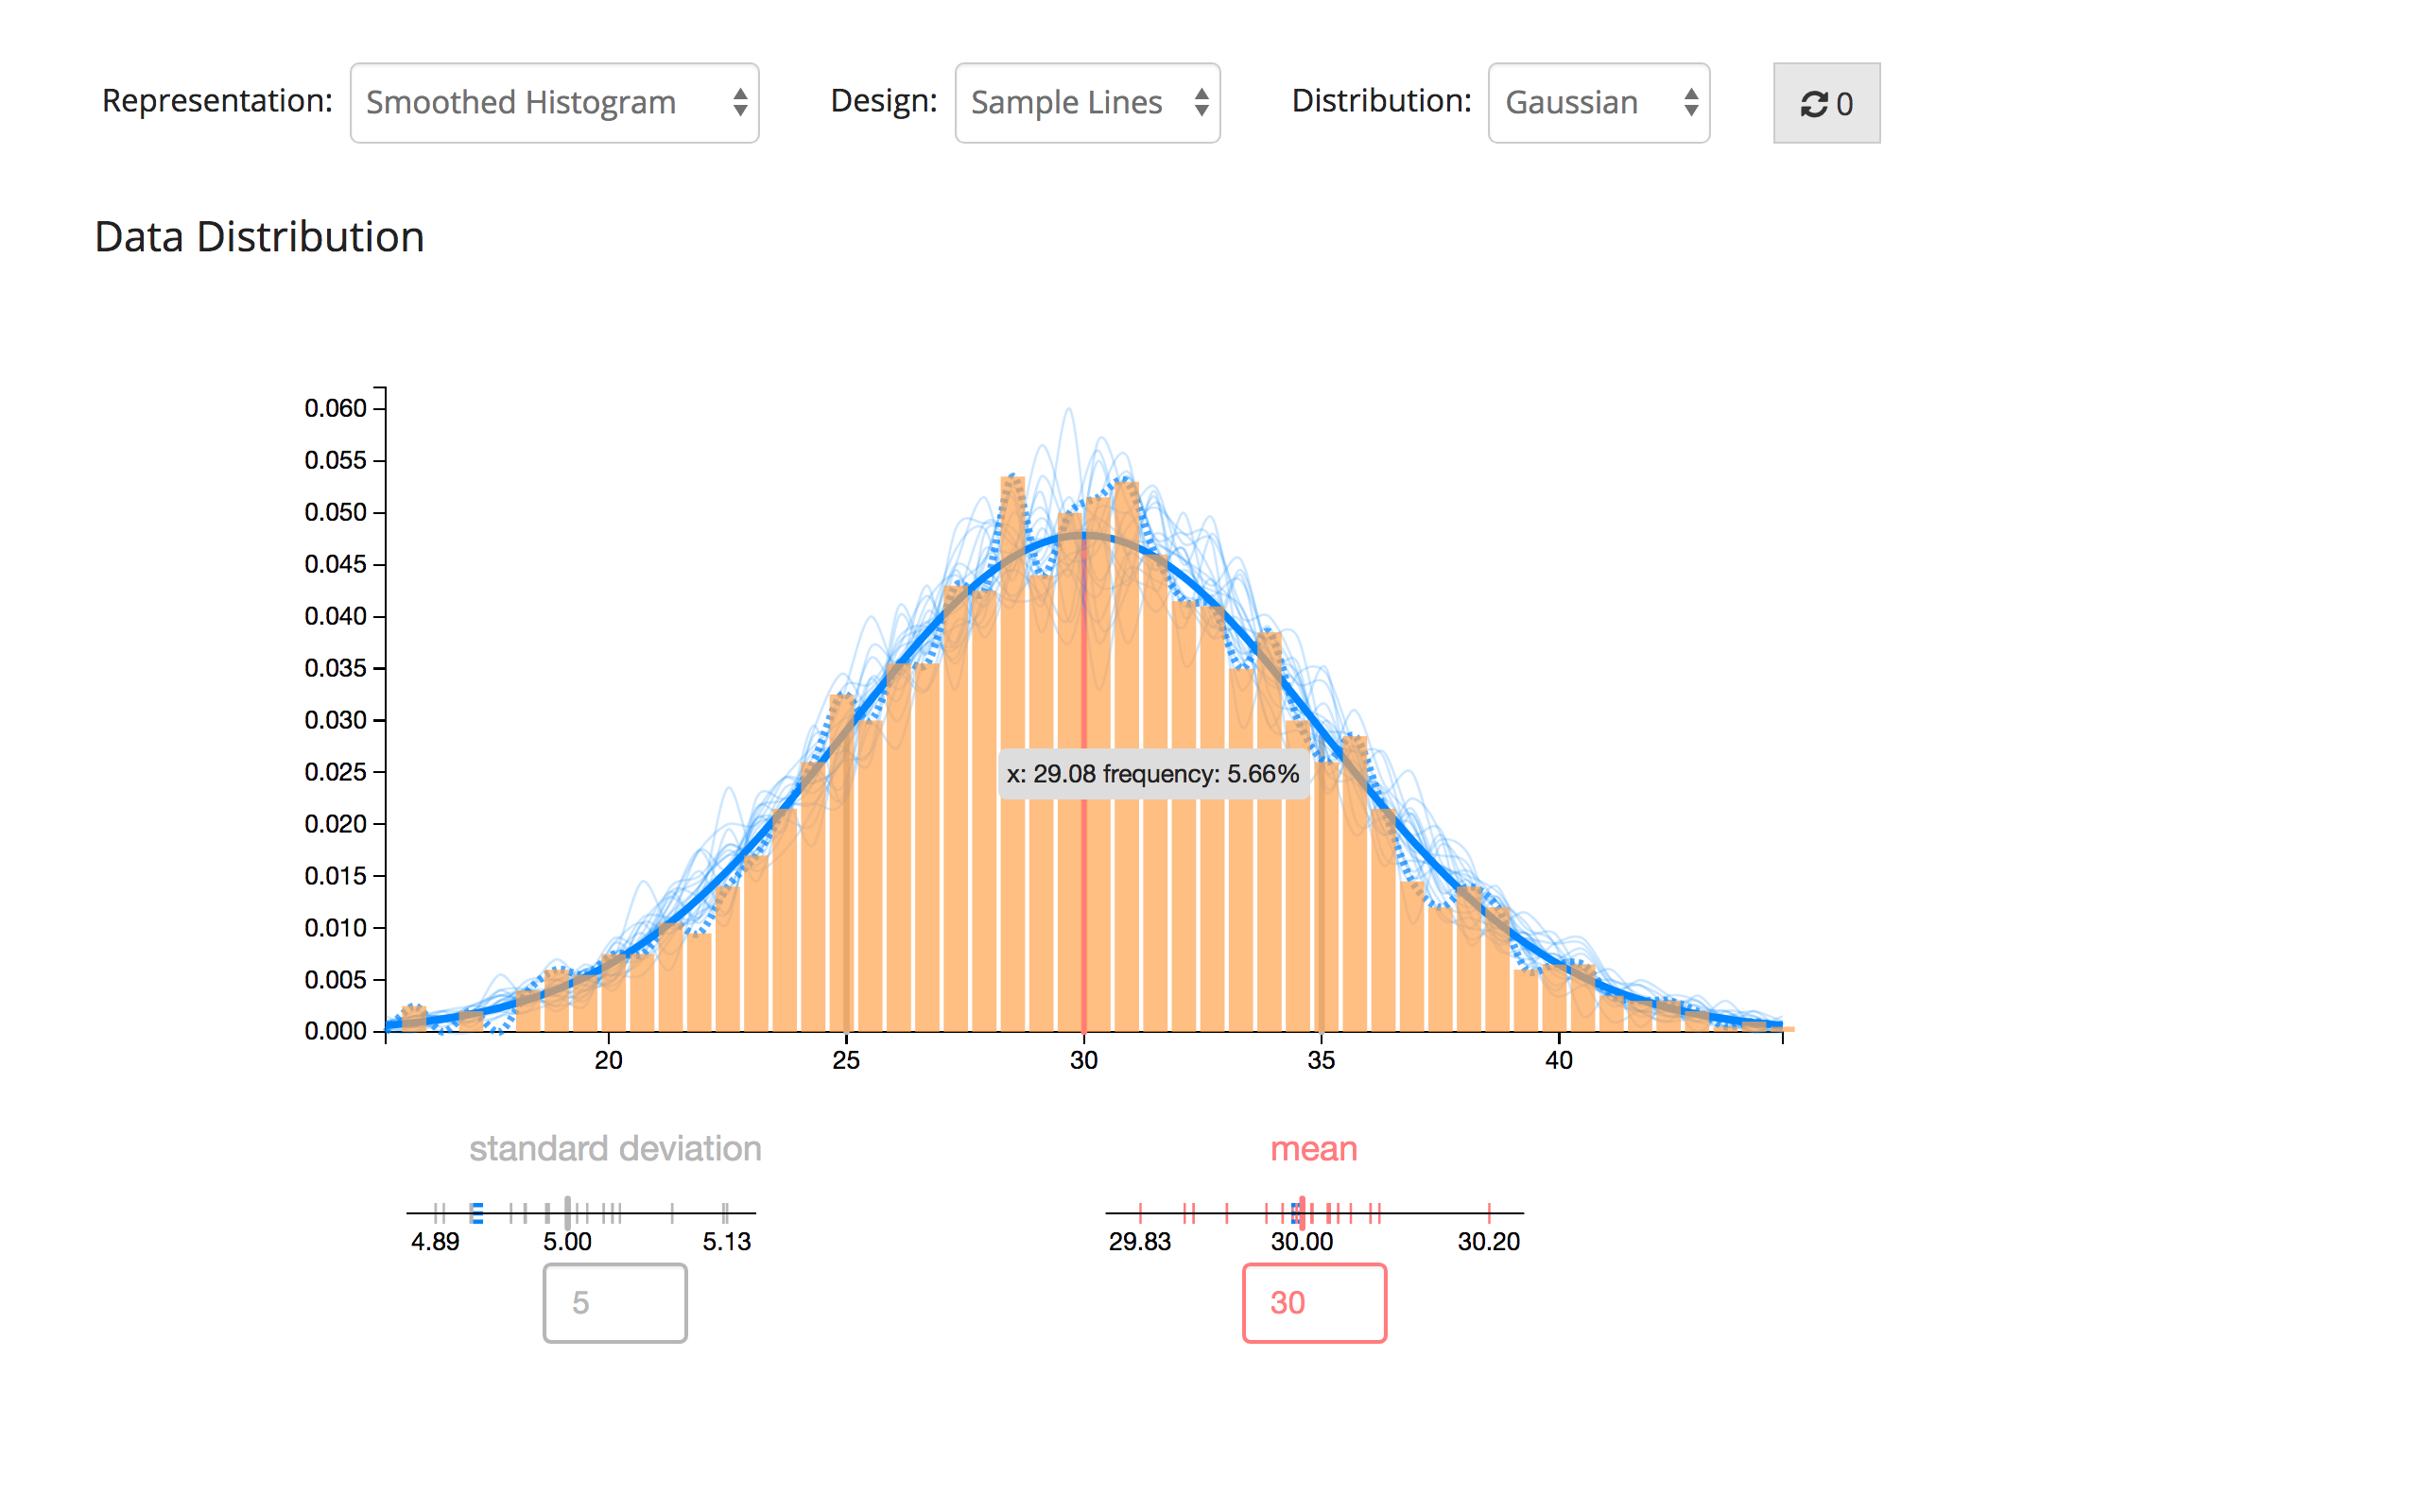 Representation: Smoothed Histogram Design: Sample Lines Distribution: Gaussian 0
Data Distribution
0.060
0.055
0.050
0.045
0.040
0.035
0.030
0.025
x: 29.08 frequency: 5.66%
0.020
0.015
0.010
0.005
0.000
20 25 30 35 40
standard deviation mean
4.89 5.00 5.13 29.83 30.00 30.20
5 30